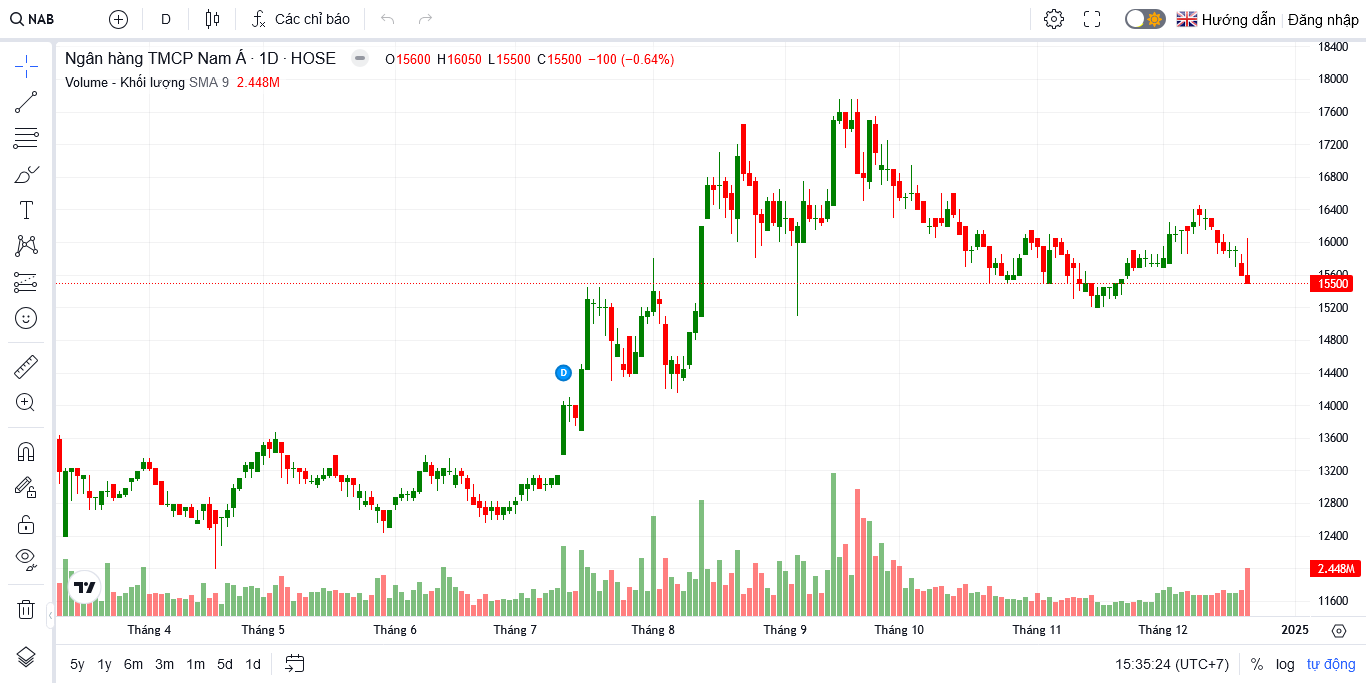 NAB D Các chỉ báo Hướng dẫn Đăng nhập
Ngân hàng TMCP Nam Á · 1D · HOSE O15600 H16050 L15500 C15500 −100 (−0.64%)
Volume - Khối lượng SMA 9 2.448M
18400
18000
17600
17200
16800
16400
16000
15600
15500
15200
14800
14400
D
14000
13600
13200
12800
12400
2.448M
11600
Tháng 4 Tháng 5 Tháng 6 Tháng 7 Tháng 8 Tháng 9 Tháng 10 Tháng 11 Tháng 12 2025
5y 1y 6m 3m 1m 5d 1d 15:35:24 (UTC+7) % log tự động